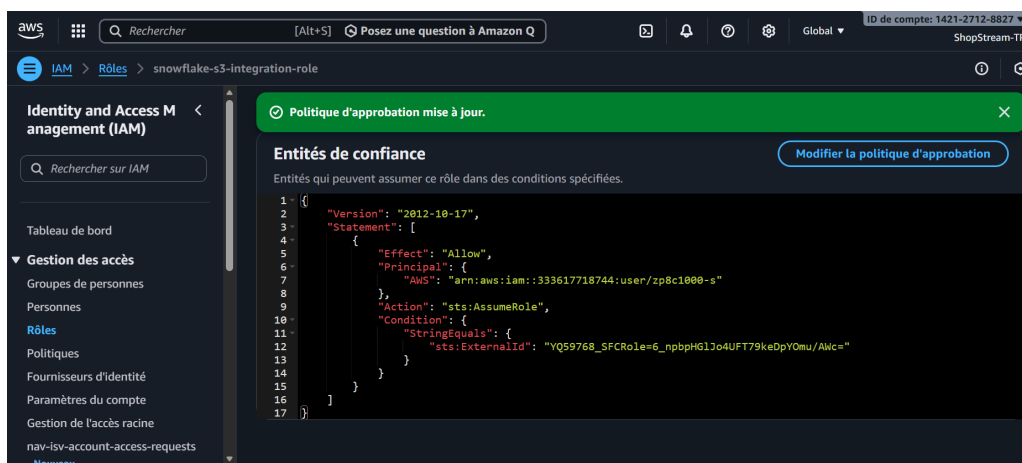 aws
Rechercher
[Alt+S]
Posez une question à Amazon Q
Global
ID de compte: 1421-2712-8827
ShopStream-TF
IAM > Rôles > snowflake-s3-integration-role
Identity and Access M
anagement (IAM)
Rechercher sur IAM
Tableau de bord
Gestion des accès
Groupes de personnes
Personnes
Rôles
Politiques
Fournisseurs d'identité
Paramètres du compte
Gestion de l'accès racine
nav-isv-account-access-requests
Nouveau
Politique d'approbation mise à jour.
Entités de confiance
Modifier la politique d'approbation
Entités qui peuvent assumer ce rôle dans des conditions spécifiées.
1 {
2 "Version": "2012-10-17",
3 "Statement": [
4 {
5 "Effect": "Allow",
6 "Principal": {
7 "AWS": "arn:aws:iam::333617718744:user/zp8c1000-s"
8 },
9 "Action": "sts:AssumeRole",
10 "Condition": {
11 "StringEquals": {
12 "sts:ExternalId": "YQ59768_SFCRole=6_npbpHGlJo4UFT79keDpYOmu/AWc="
13 }
14 }
15 }
16 ]
17 }